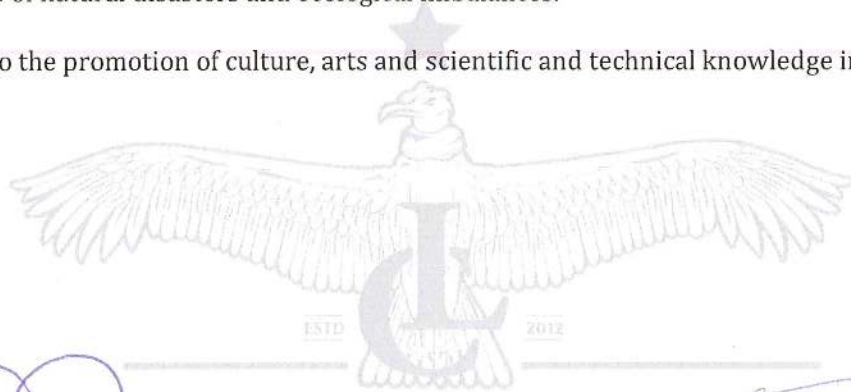 of natural disasters and ecological imbalances.
o the promotion of culture, arts and scientific and technical knowledge in
ESTD 2012